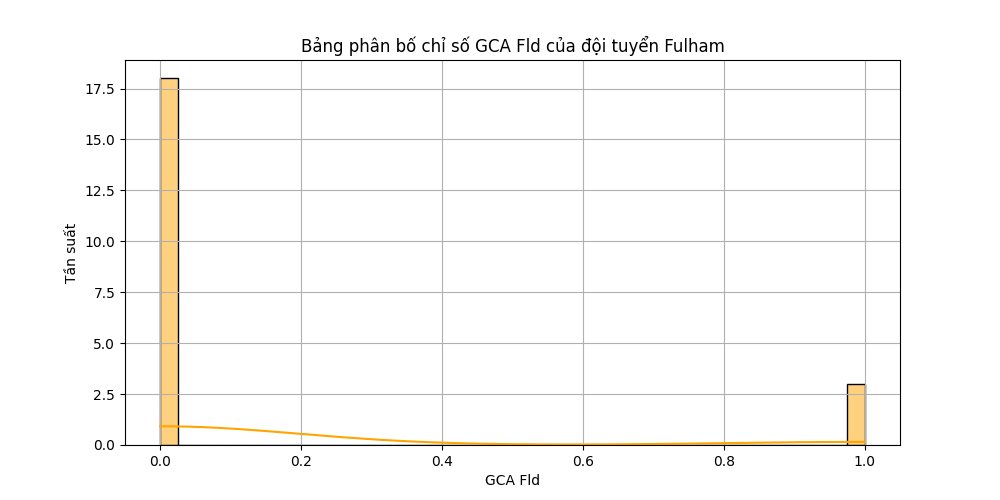 Bảng phân bố chỉ số GCA Fld của đội tuyển Fulham
Tần suất
17.5
15.0
12.5
10.0
7.5
5.0
2.5
0.0
0.0 0.2 0.4 0.6 0.8 1.0
GCA Fld